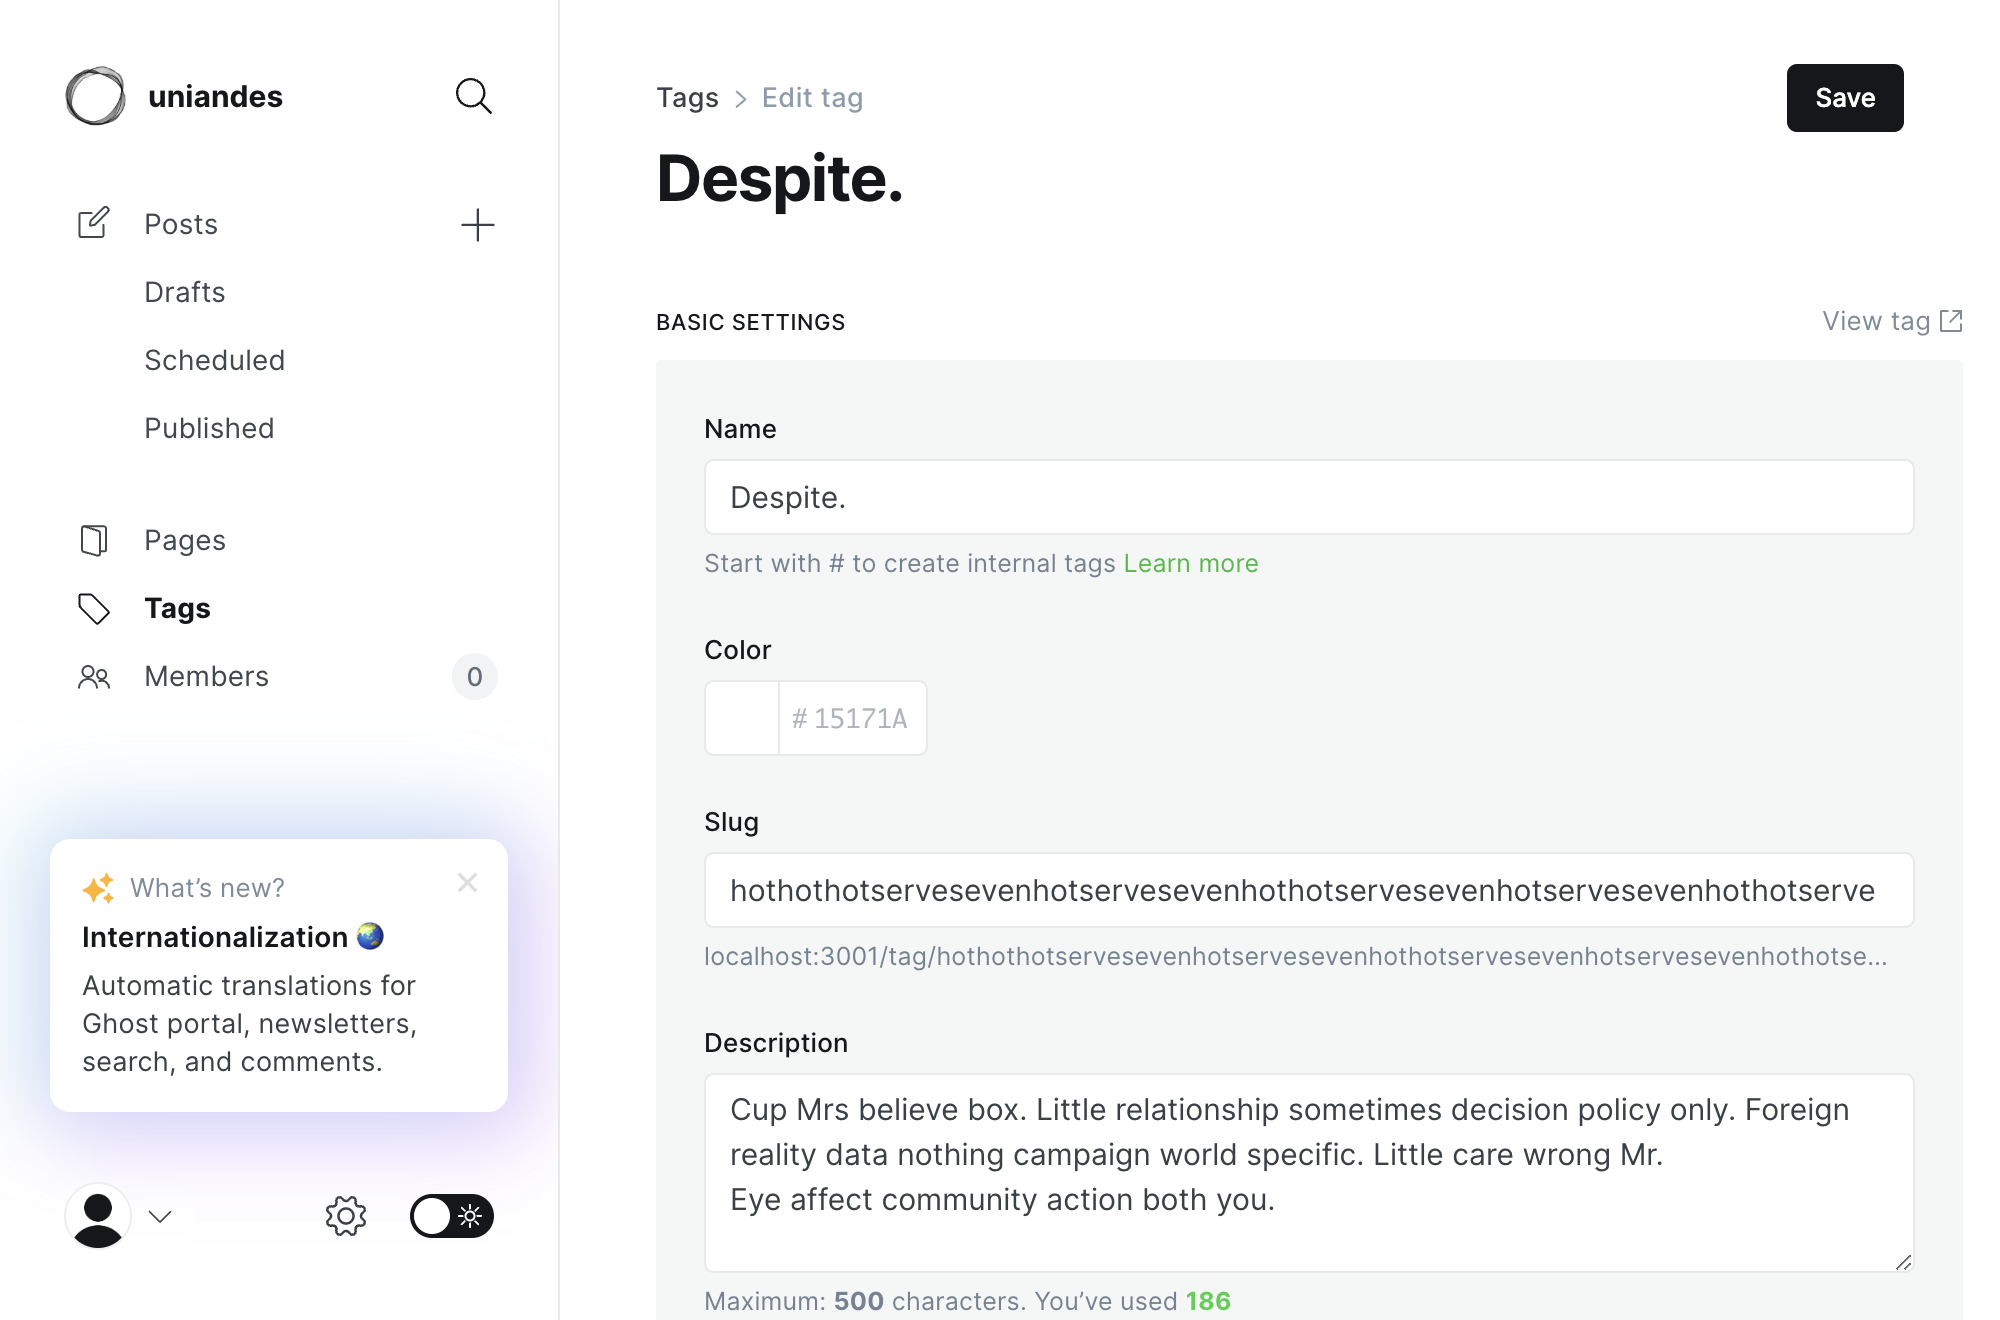 uniandes
Posts
Drafts
Scheduled
Published
Pages
Tags
Members
0
What’s new?
Internationalization 🌏
Automatic translations for
Ghost portal, newsletters,
search, and comments.
Tags > Edit tag
Save
Despite.
BASIC SETTINGS
View tag
Name
Despite.
Start with # to create internal tags Learn more
Color
# 15171A
Slug
hothothotservesevenhotservesevenhothotservesevenhotservesevenhothotserve
localhost:3001/tag/hothothotservesevenhotservesevenhothotservesevenhotservesevenhothotse...
Description
Cup Mrs believe box. Little relationship sometimes decision policy only. Foreign
reality data nothing campaign world specific. Little care wrong Mr.
Eye affect community action both you.
Maximum: 500 characters. You’ve used 186